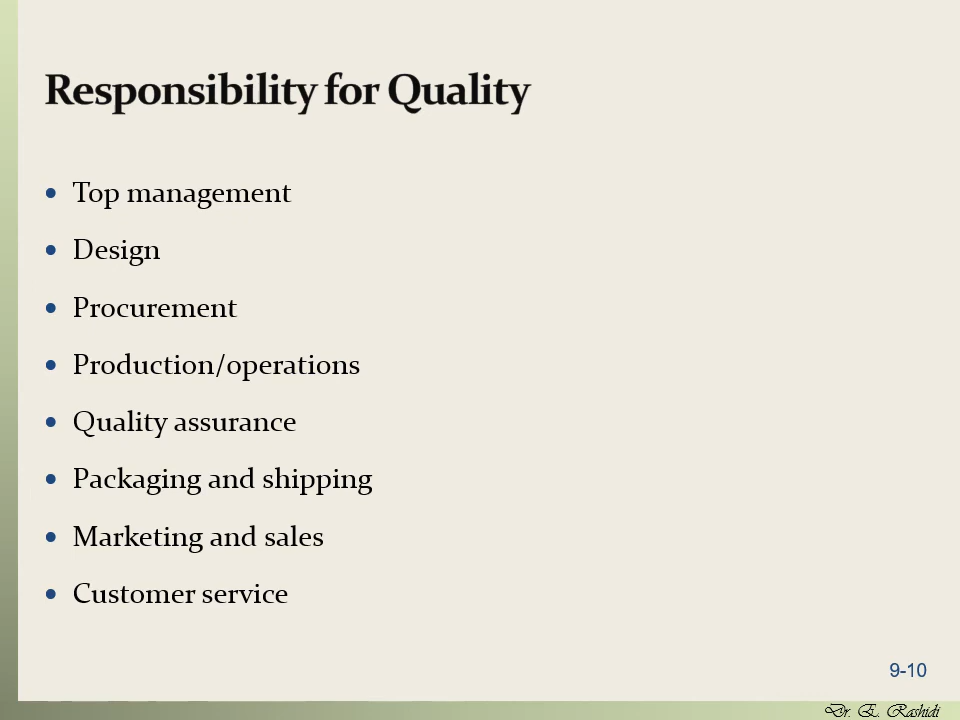 Responsibility for Quality
Top management
Design
Procurement
Production/operations
Quality assurance
Packaging and shipping
Marketing and sales
Customer service
9-10
Dr. E. Rashidi